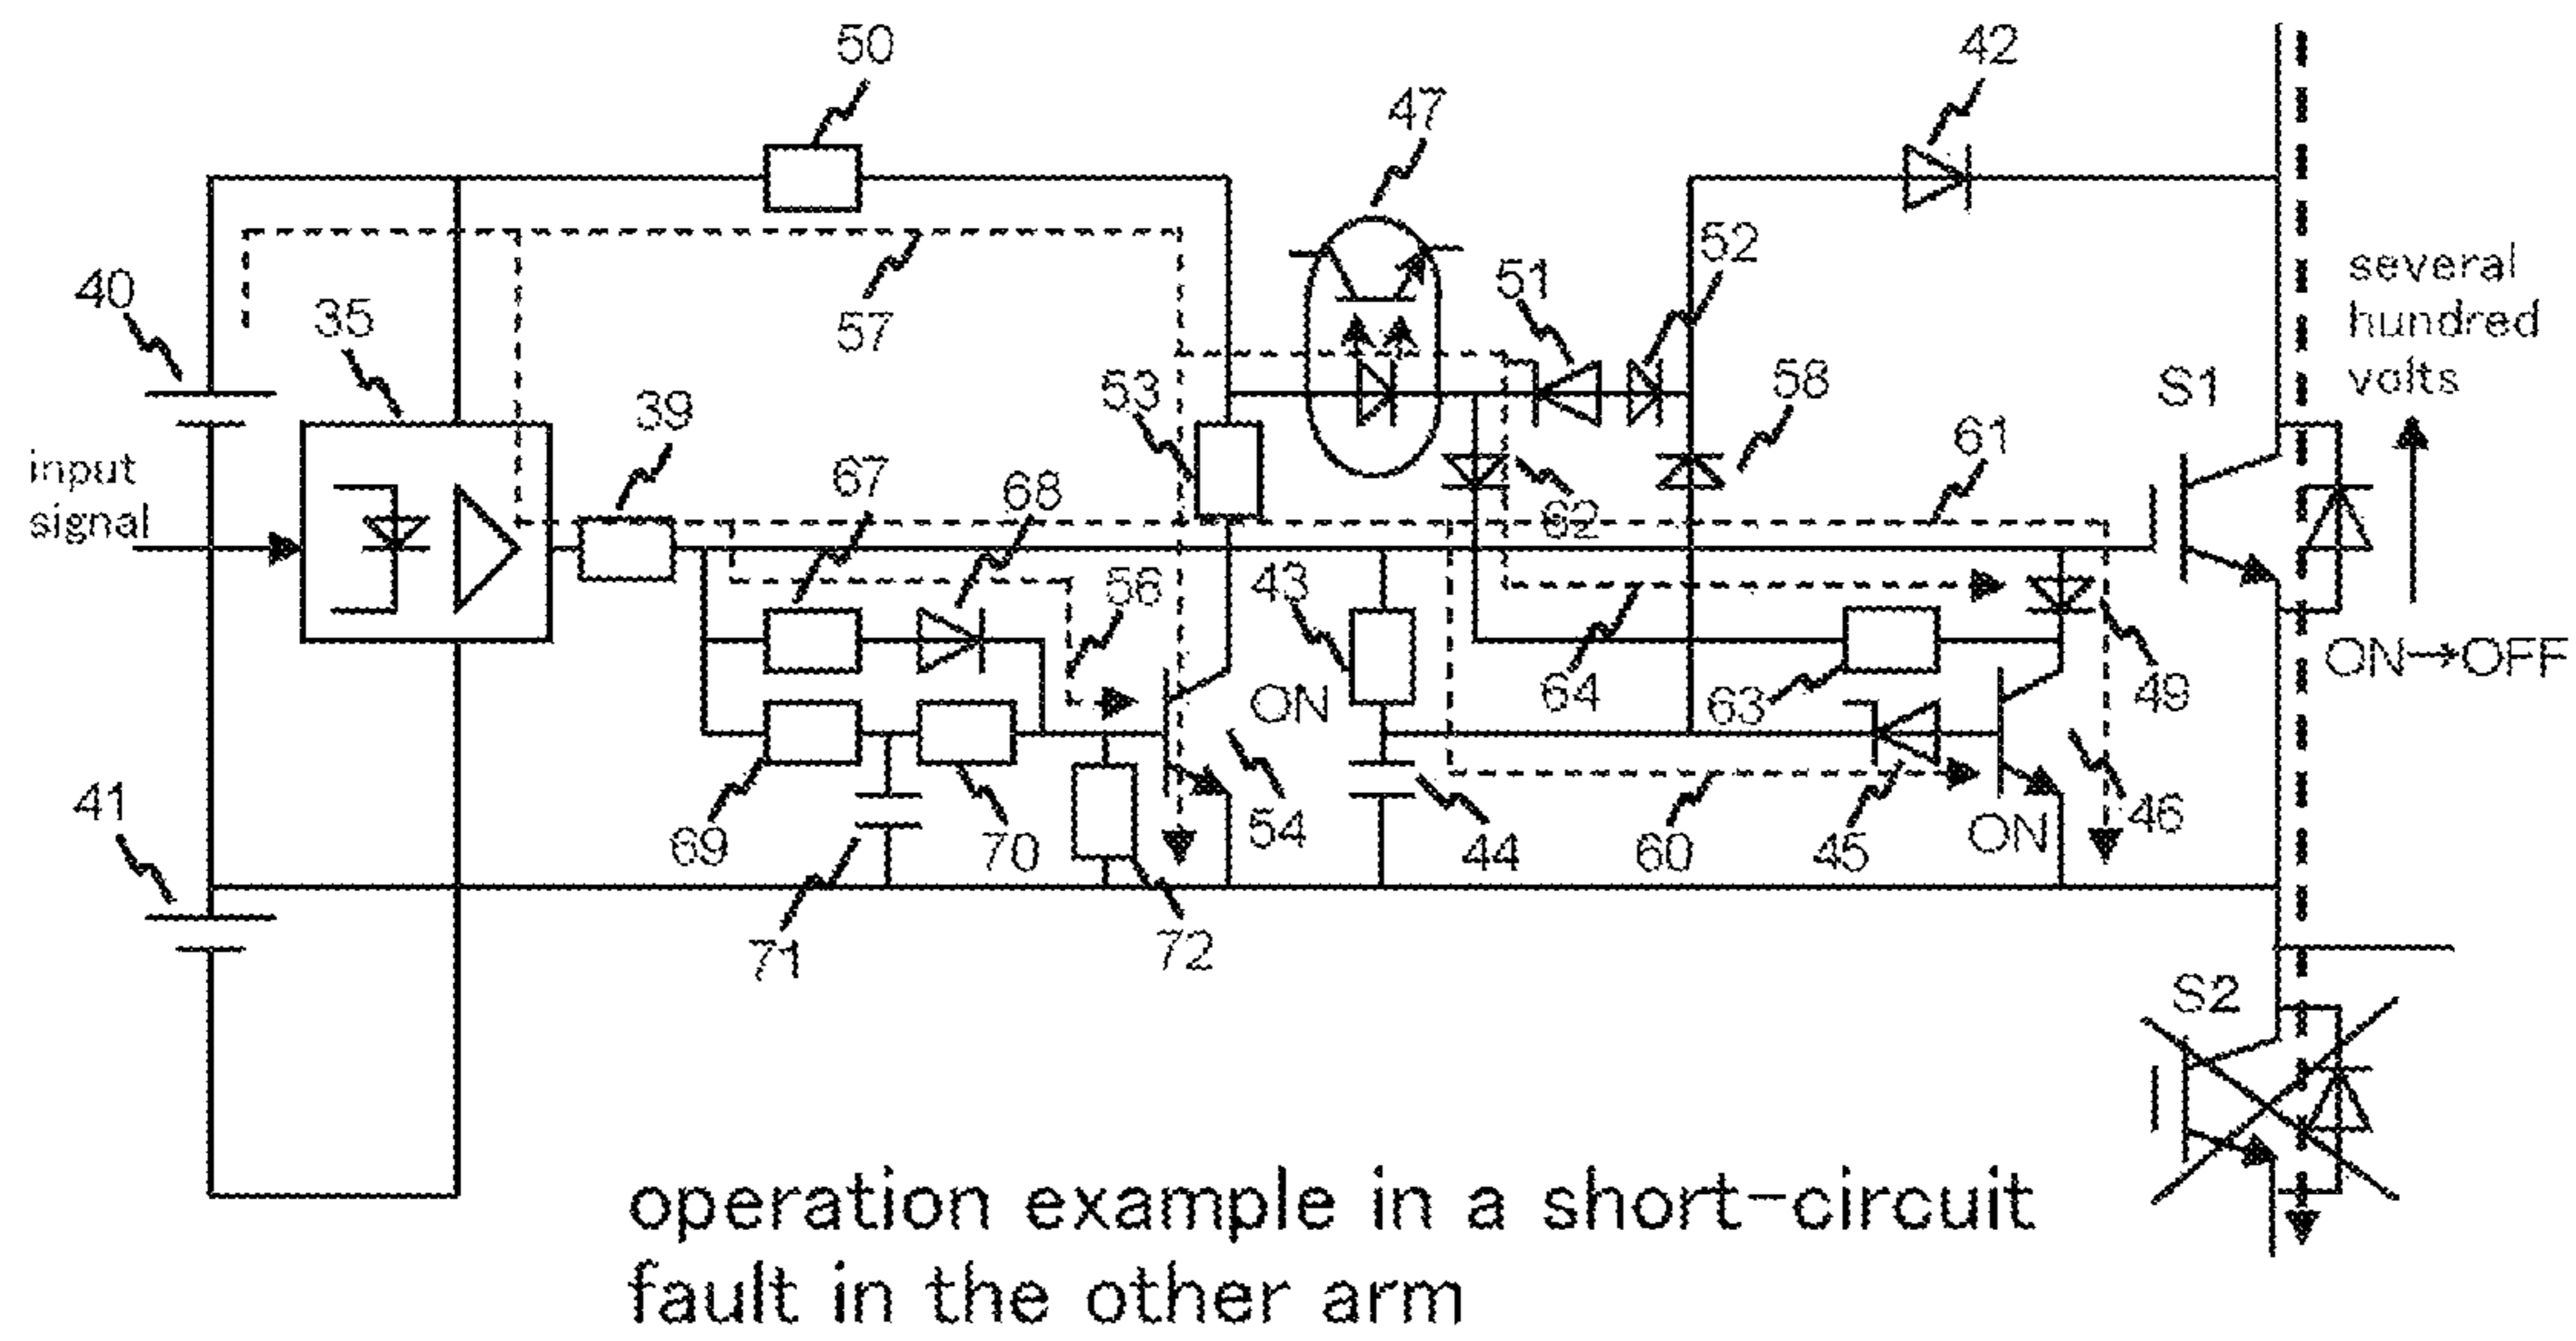 50
42
47
52
several
hundred
volts
40
35
57
51
58
S1
39
53
61
input
signal
67
68
62
56
43
ON→OFF
64
63
49
ON
41
69
70
54
44
60
45
ON
46
71
72
S2
operation example in a short-circuit
fault in the other arm